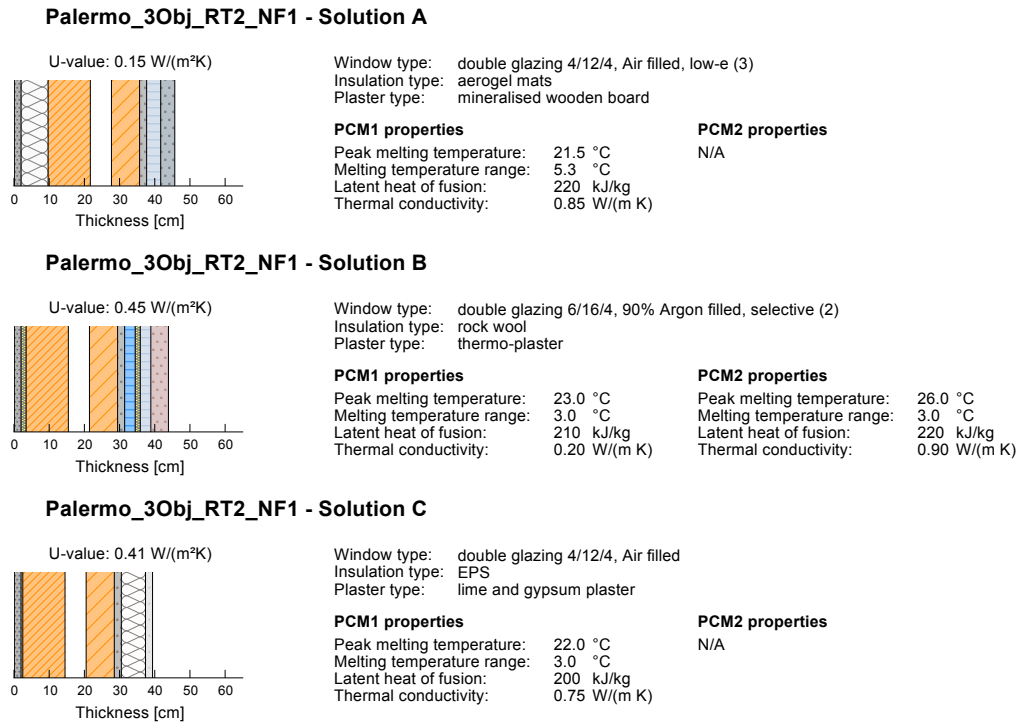 Palermo_3Obj_RT2_NF1 - Solution A
U-value: 0.15 W/(m²K)
0 10 20 30 40 50 60
Thickness [cm]
Window type: double glazing 4/12/4, Air filled, low-e (3)
Insulation type: aerogel mats
Plaster type: mineralised wooden board
PCM1 properties PCM2 properties
Peak melting temperature: 21.5 °C N/A
Melting temperature range: 5.3 °C
Latent heat of fusion: 220 kJ/kg
Thermal conductivity: 0.85 W/(m K)
Palermo_3Obj_RT2_NF1 - Solution B
U-value: 0.45 W/(m²K)
0 10 20 30 40 50 60
Thickness [cm]
Window type: double glazing 6/16/4, 90% Argon filled, selective (2)
Insulation type: rock wool
Plaster type: thermo-plaster
PCM1 properties PCM2 properties
Peak melting temperature: 23.0 °C Peak melting temperature: 26.0 °C
Melting temperature range: 3.0 °C Melting temperature range: 3.0 °C
Latent heat of fusion: 210 kJ/kg Latent heat of fusion: 220 kJ/kg
Thermal conductivity: 0.20 W/(m K) Thermal conductivity: 0.90 W/(m K)
Palermo_3Obj_RT2_NF1 - Solution C
U-value: 0.41 W/(m²K)
0 10 20 30 40 50 60
Thickness [cm]
Window type: double glazing 4/12/4, Air filled
Insulation type: EPS
Plaster type: lime and gypsum plaster
PCM1 properties PCM2 properties
Peak melting temperature: 22.0 °C N/A
Melting temperature range: 3.0 °C
Latent heat of fusion: 200 kJ/kg
Thermal conductivity: 0.75 W/(m K)